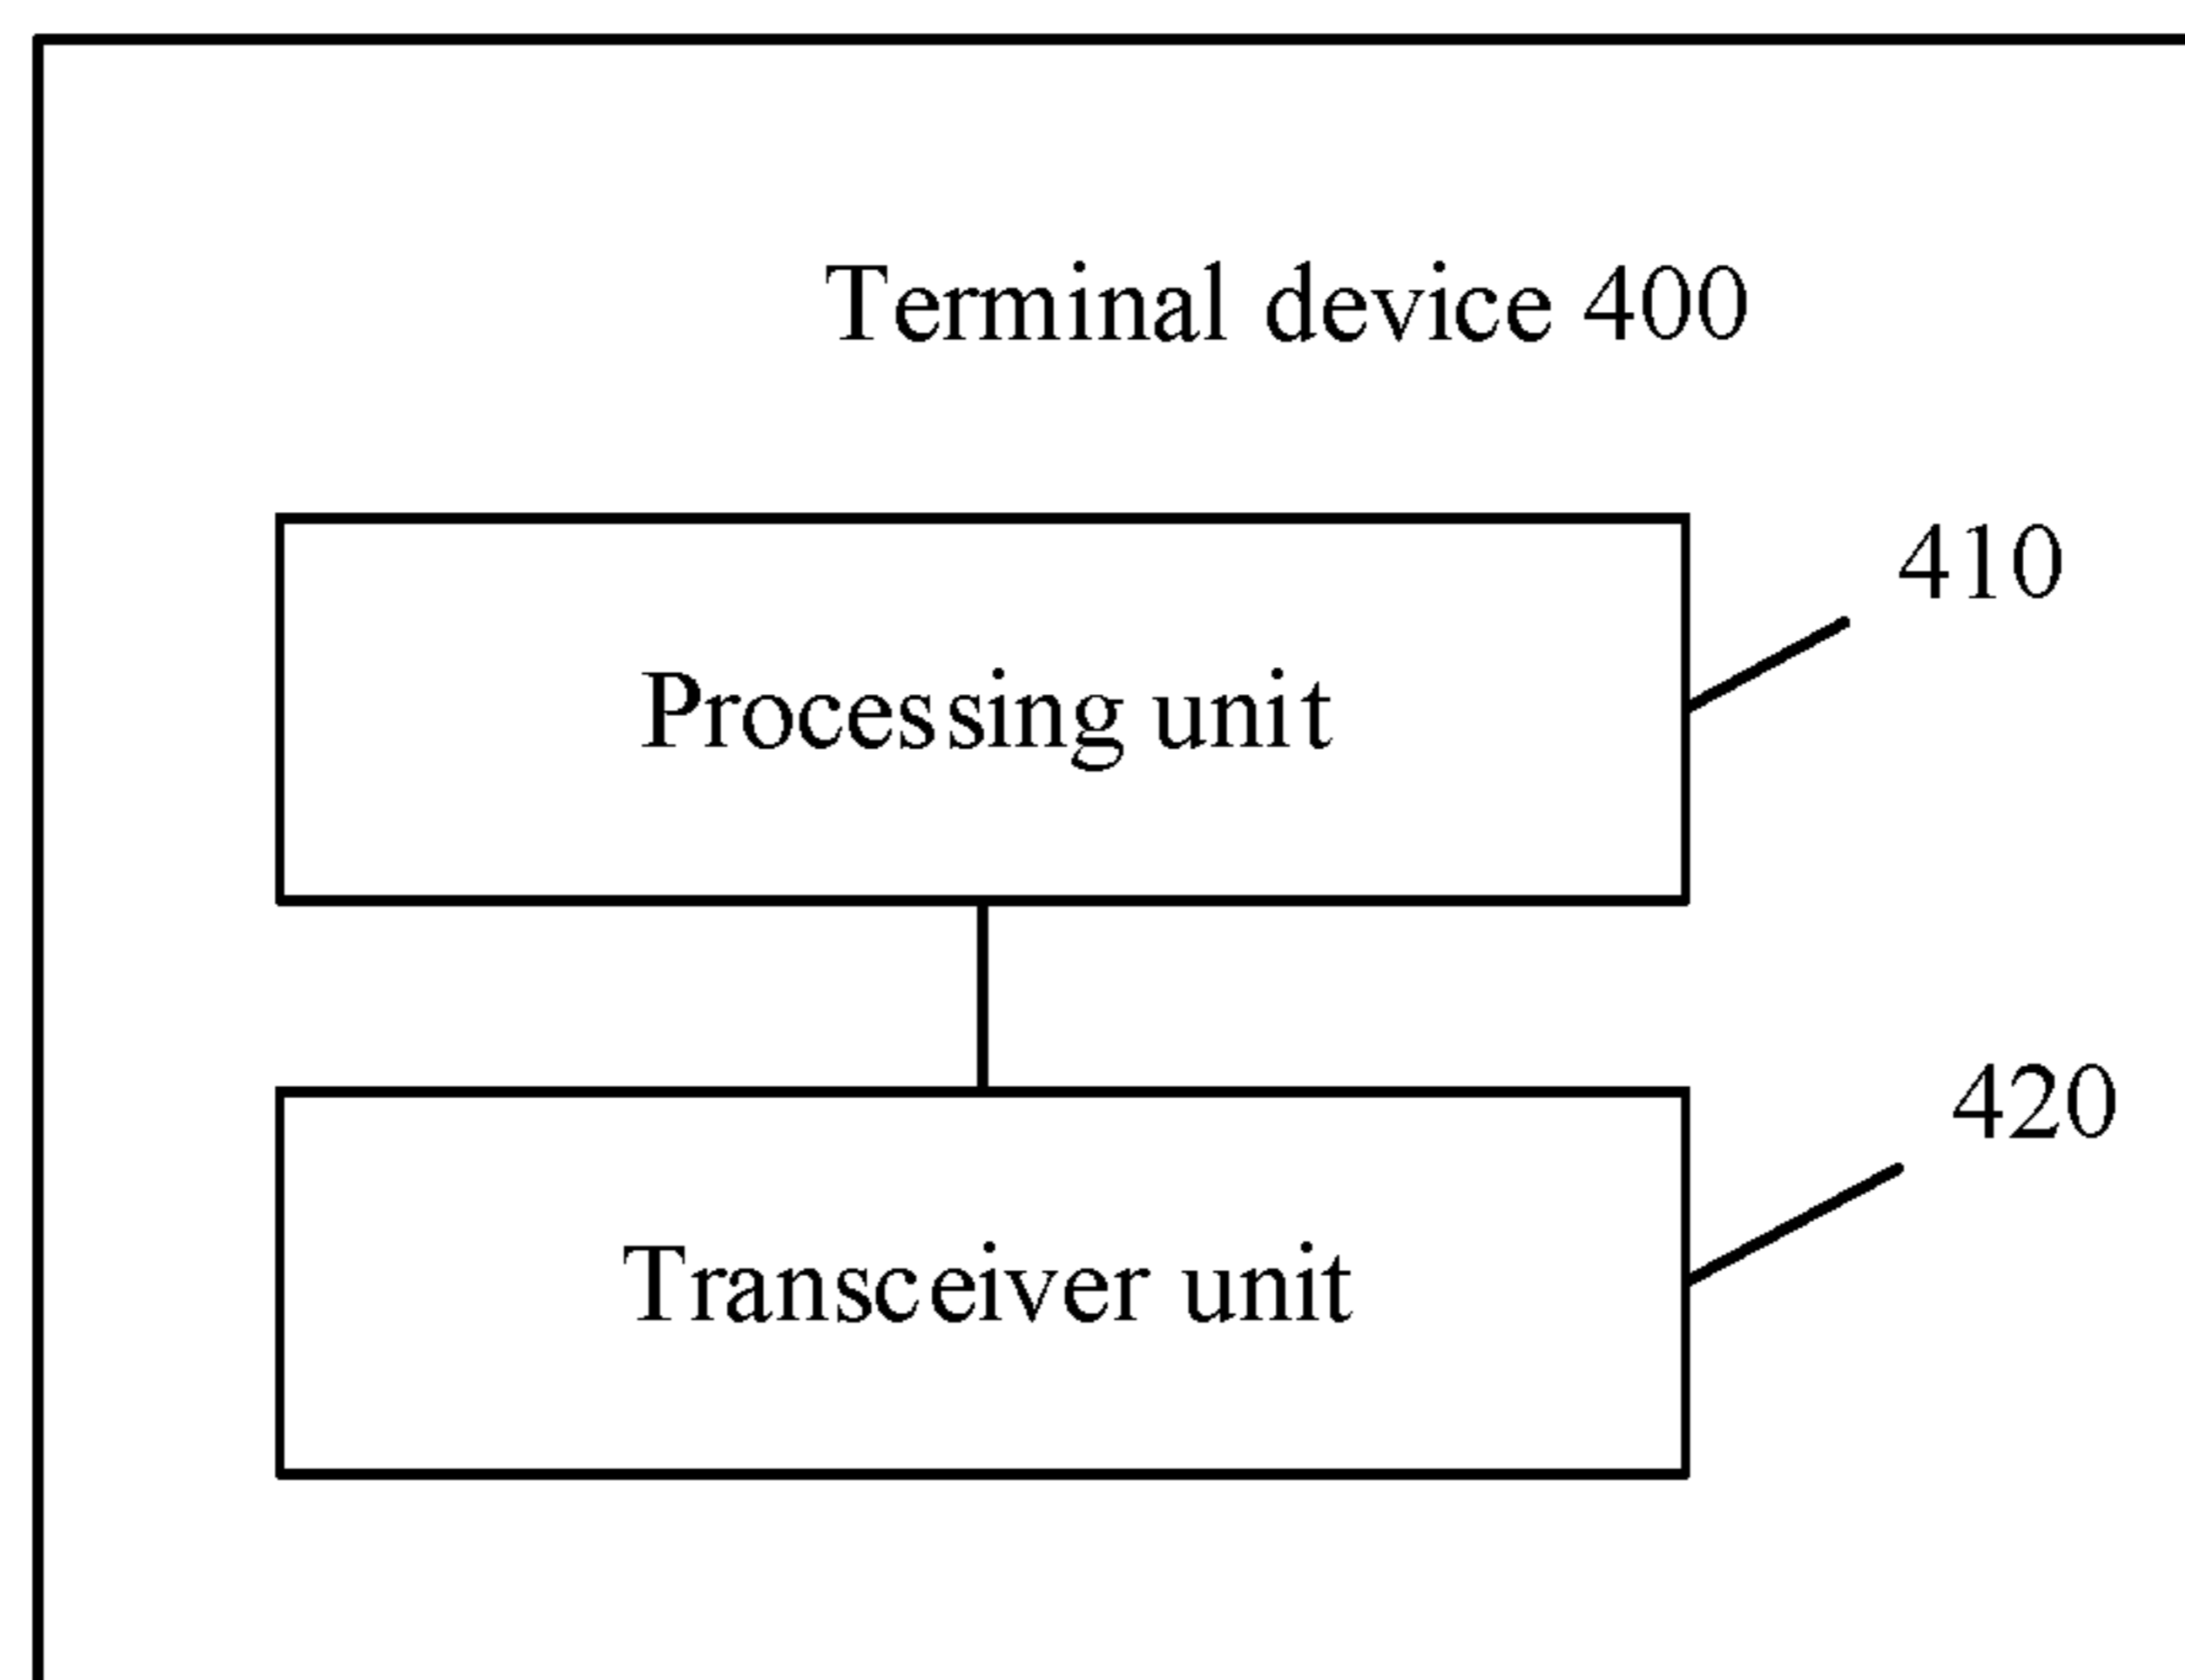 Terminal device 400
410
Processing unit
420
Transceiver unit